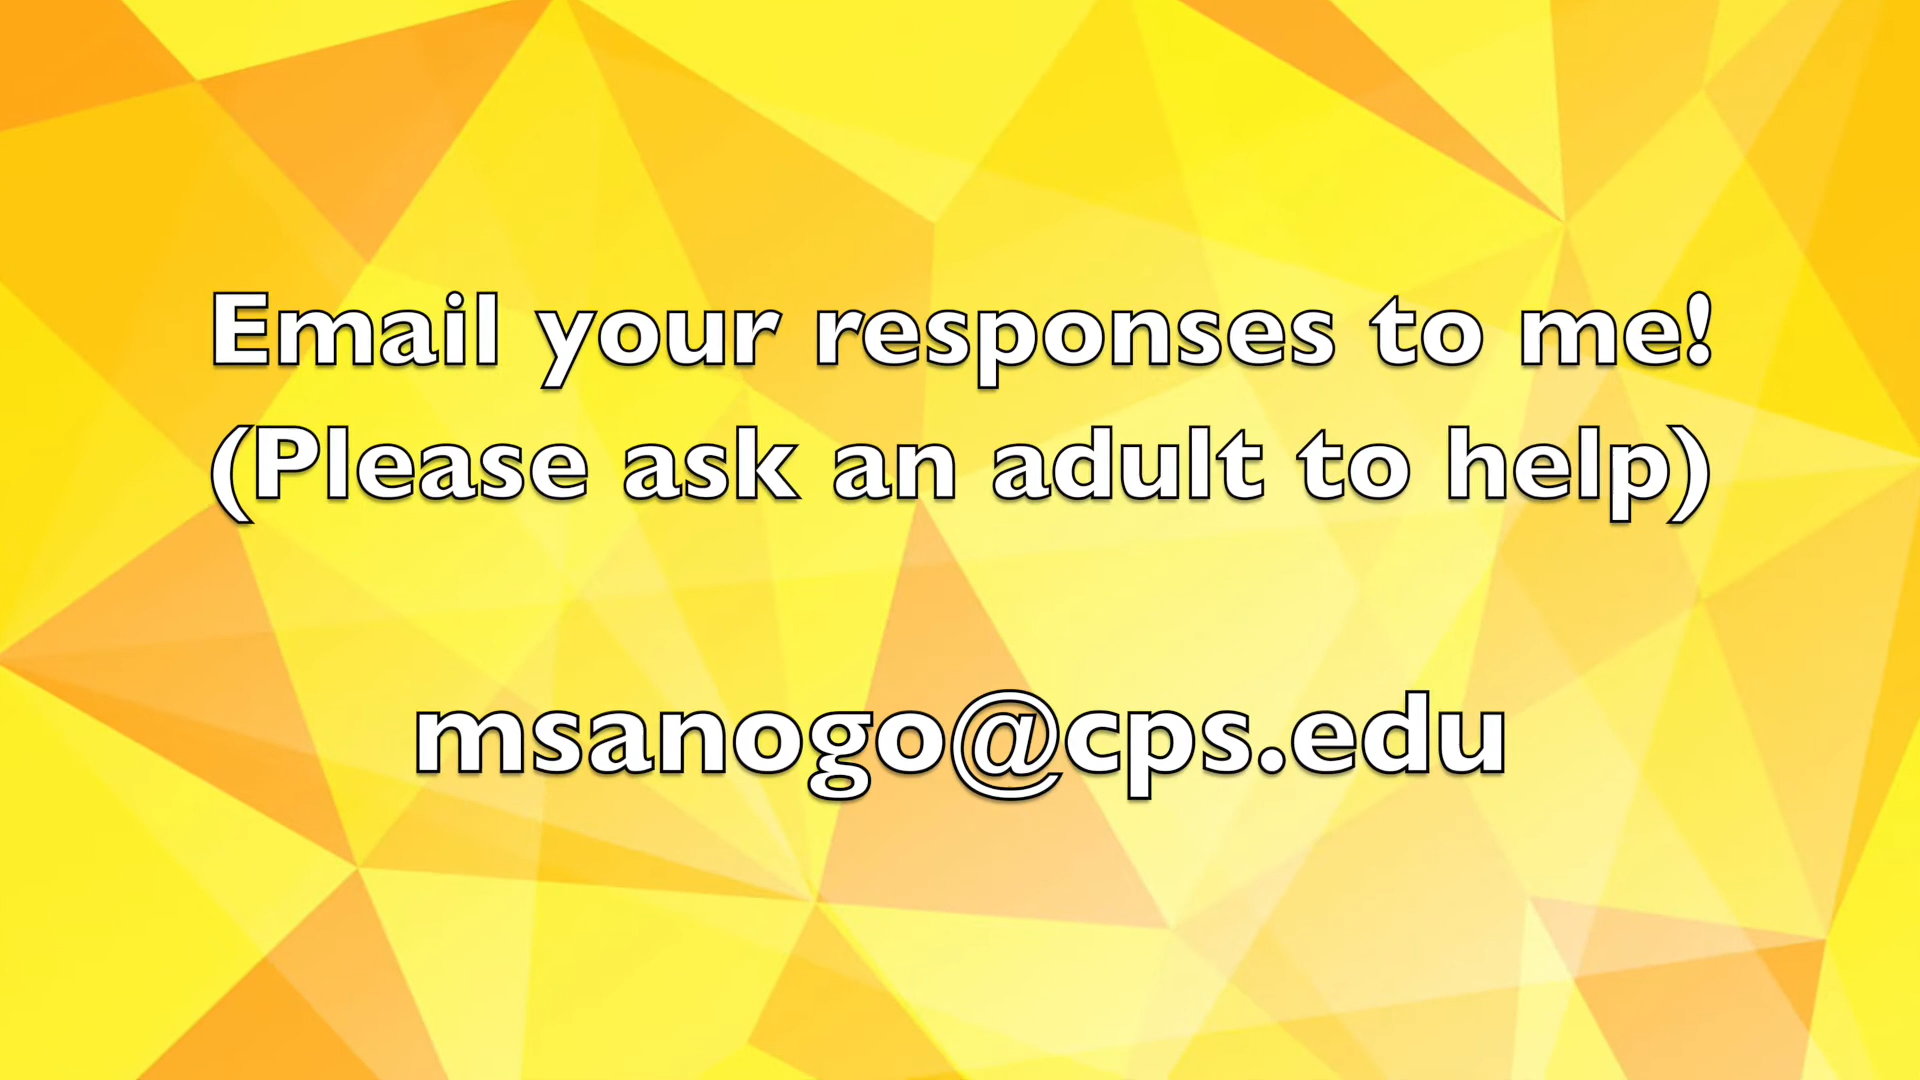 Email your responses to me!
(Please ask an adult to help)
msanogo@cps.edu